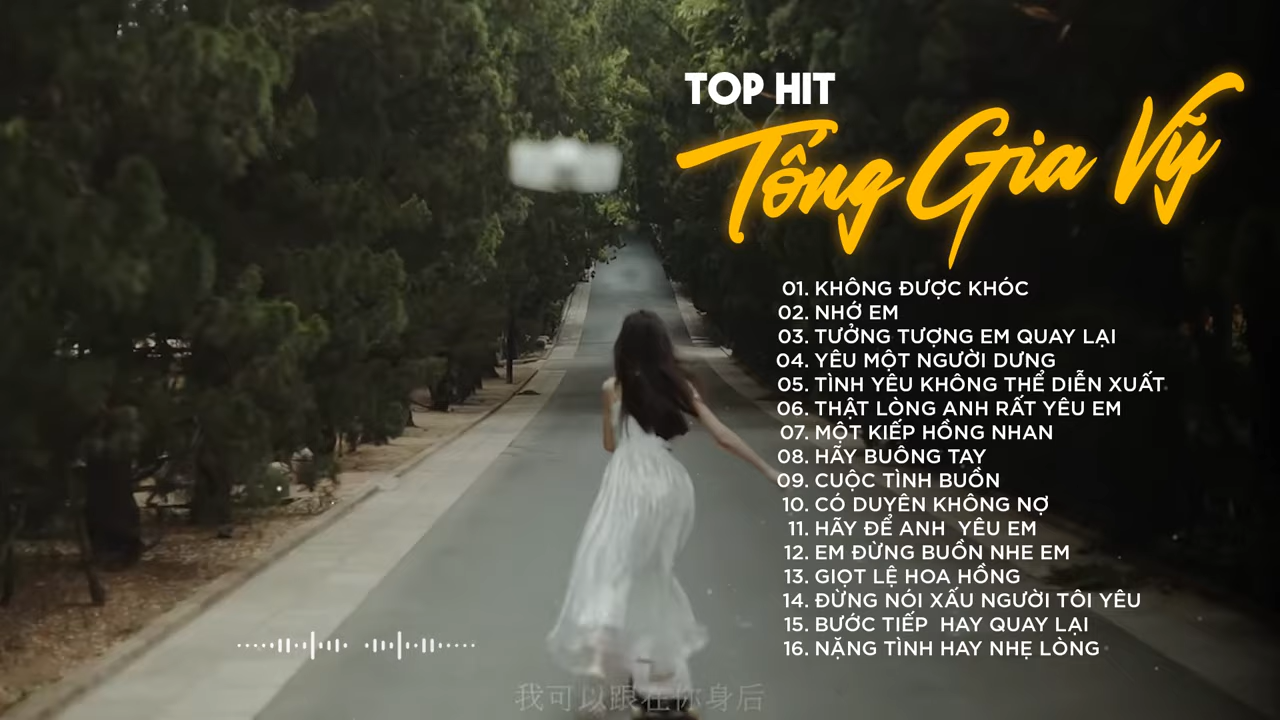 TOP HIT
Tống Gia Vỹ
01. KHÔNG ĐƯỢC KHÓC
02. NHỚ EM
03. TƯỞNG TƯỢNG EM QUAY LẠI
04. YÊU MỘT NGƯỜI DƯNG
05. TÌNH YÊU KHÔNG THỂ DIỄN XUẤT
06. THẬT LÒNG ANH RẤT YÊU EM
07. MỘT KIẾP HỒNG NHAN
08. HÃY BUÔNG TAY
09. CUỘC TÌNH BUỒN
10. CÓ DUYÊN KHÔNG NỢ
11. HÃY ĐỂ ANH YÊU EM
12. EM ĐỪNG BUỒN NHE EM
13. GIỌT LỆ HOA HỒNG
14. ĐỪNG NÓI XẤU NGƯỜI TÔI YÊU
15. BƯỚC TIẾP HAY QUAY LẠI
16. NẶNG TÌNH HAY NHẸ LÒNG
我可以跟在你身后